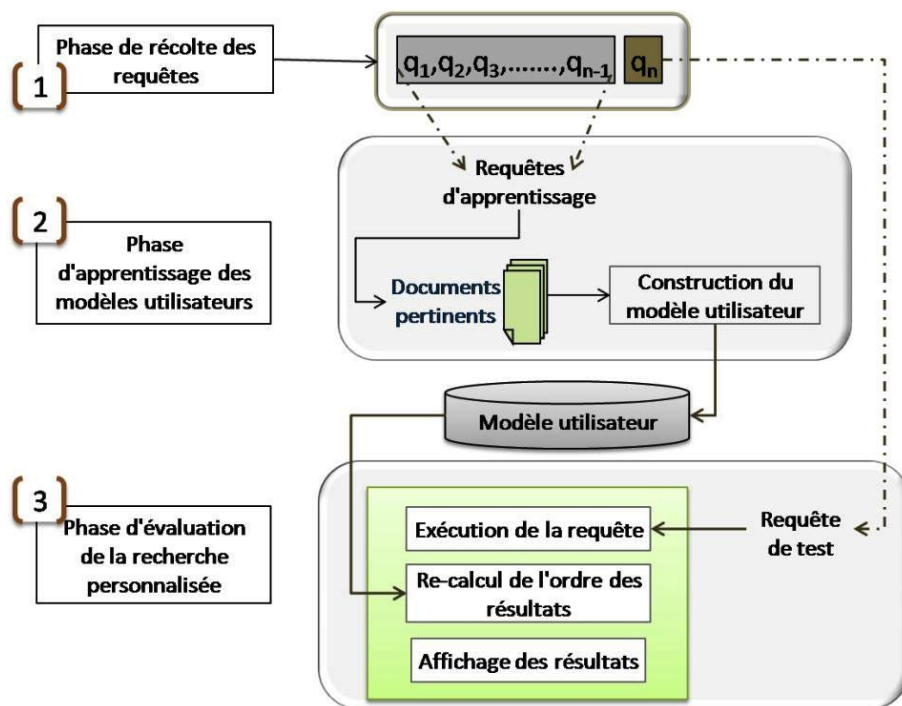 1
Phase de récolte des
requêtes
q1,q2,q3,.......,qn-1
qn
Requêtes
d'apprentissage
2
Phase
d'apprentissage des
modèles utilisateurs
Documents
pertinents
Construction du
modèle utilisateur
Modèle utilisateur
3
Phase d'évaluation
de la recherche
personnalisée
Exécution de la requête
Requête
de test
Re-calcul de l'ordre des
résultats
Affichage des résultats